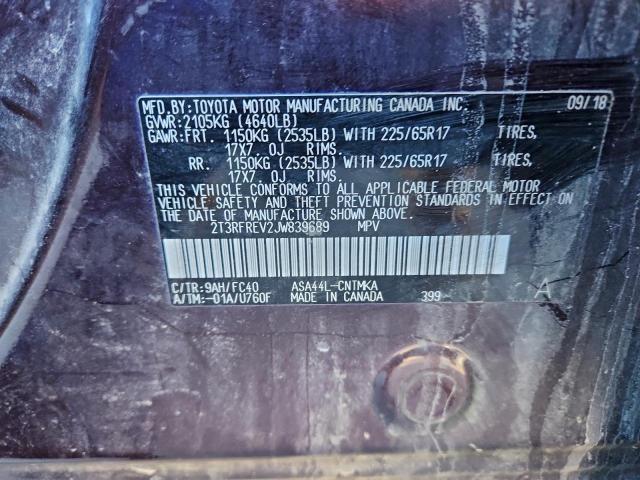 MFD.BY:TOYOTA MOTOR MANUFACTURING CANADA INC. 09/18
GVWR:2105KG (4640LB)
GAWR:FRT. 1150KG (2535LB) WITH 225/65R17 TIRES,
17X7. 0J RIMS.
RR. 1150KG (2535LB) WITH 225/65R17 TIRES,
17X7. 0J RIMS.
THIS VEHICLE CONFORMS TO ALL APPLICABLE FEDERAL MOTOR
VEHICLE SAFETY AND THEFT PREVENTION STANDARDS IN EFFECT ON
THE DATE OF MANUFACTURE SHOWN ABOVE.
2T3RFREV2JW839689 MPV
C/TR:9AH/FC40 ASA44L-CNTMKA A
A/TM:-01A/U760F MADE IN CANADA 399-